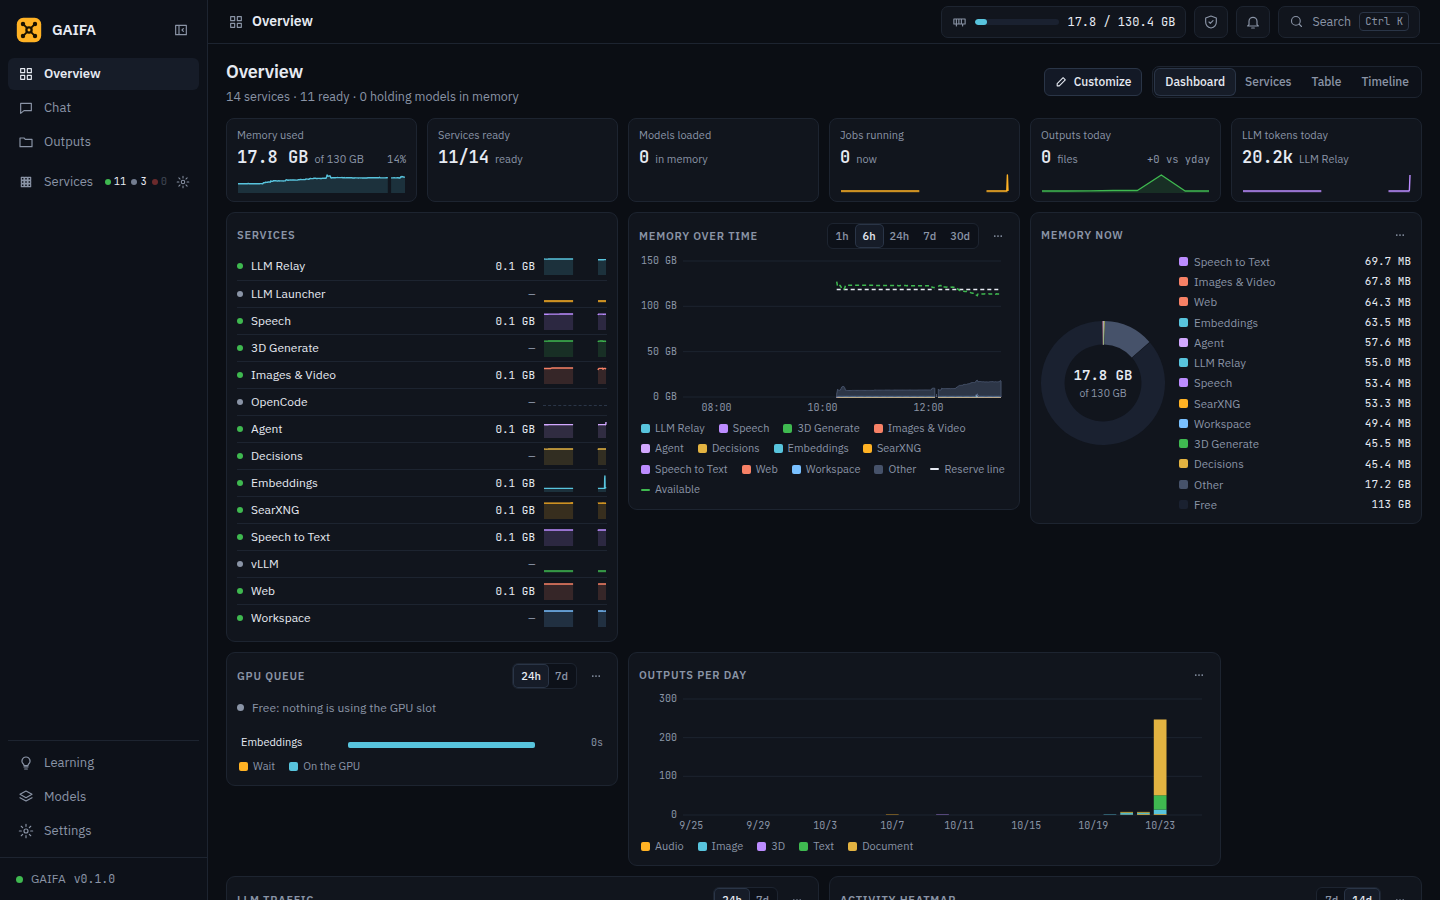 GAIFA
Overview
17.8 / 130.4 GB
Search Ctrl K
Overview
Chat
Outputs
Services 11 3 0
Learning
Models
Settings
GAIFA v0.1.0
Overview
14 services · 11 ready · 0 holding models in memory
Customize
Dashboard Services Table Timeline
Memory used
17.8 GB of 130 GB 14%
Services ready
11/14 ready
Models loaded
0 in memory
Jobs running
0 now
Outputs today
0 files +0 vs yday
LLM tokens today
20.2k LLM Relay
SERVICES
LLM Relay 0.1 GB
LLM Launcher —
Speech 0.1 GB
3D Generate —
Images & Video 0.1 GB
OpenCode —
Agent 0.1 GB
Decisions —
Embeddings 0.1 GB
SearXNG 0.1 GB
Speech to Text 0.1 GB
vLLM —
Web 0.1 GB
Workspace —
MEMORY OVER TIME 1h 6h 24h 7d 30d ···
150 GB
100 GB
50 GB
0 GB
08:00 10:00 12:00
LLM Relay Speech 3D Generate Images & Video
Agent Decisions Embeddings SearXNG
Speech to Text Web Workspace Other Reserve line
Available
MEMORY NOW ···
17.8 GB
of 130 GB
Speech to Text 69.7 MB
Images & Video 67.8 MB
Web 64.3 MB
Embeddings 63.5 MB
Agent 57.6 MB
LLM Relay 55.0 MB
Speech 53.4 MB
SearXNG 53.3 MB
Workspace 49.4 MB
3D Generate 45.5 MB
Decisions 45.4 MB
Other 17.2 GB
Free 113 GB
GPU QUEUE 24h 7d ···
Free: nothing is using the GPU slot
Embeddings 0s
Wait On the GPU
OUTPUTS PER DAY ···
300
200
100
0
9/25 9/29 10/3 10/7 10/11 10/15 10/19 10/23
Audio Image 3D Text Document
LLM TRAFFIC 24h 7d ···
ACTIVITY HEATMAP 7d 14d ···